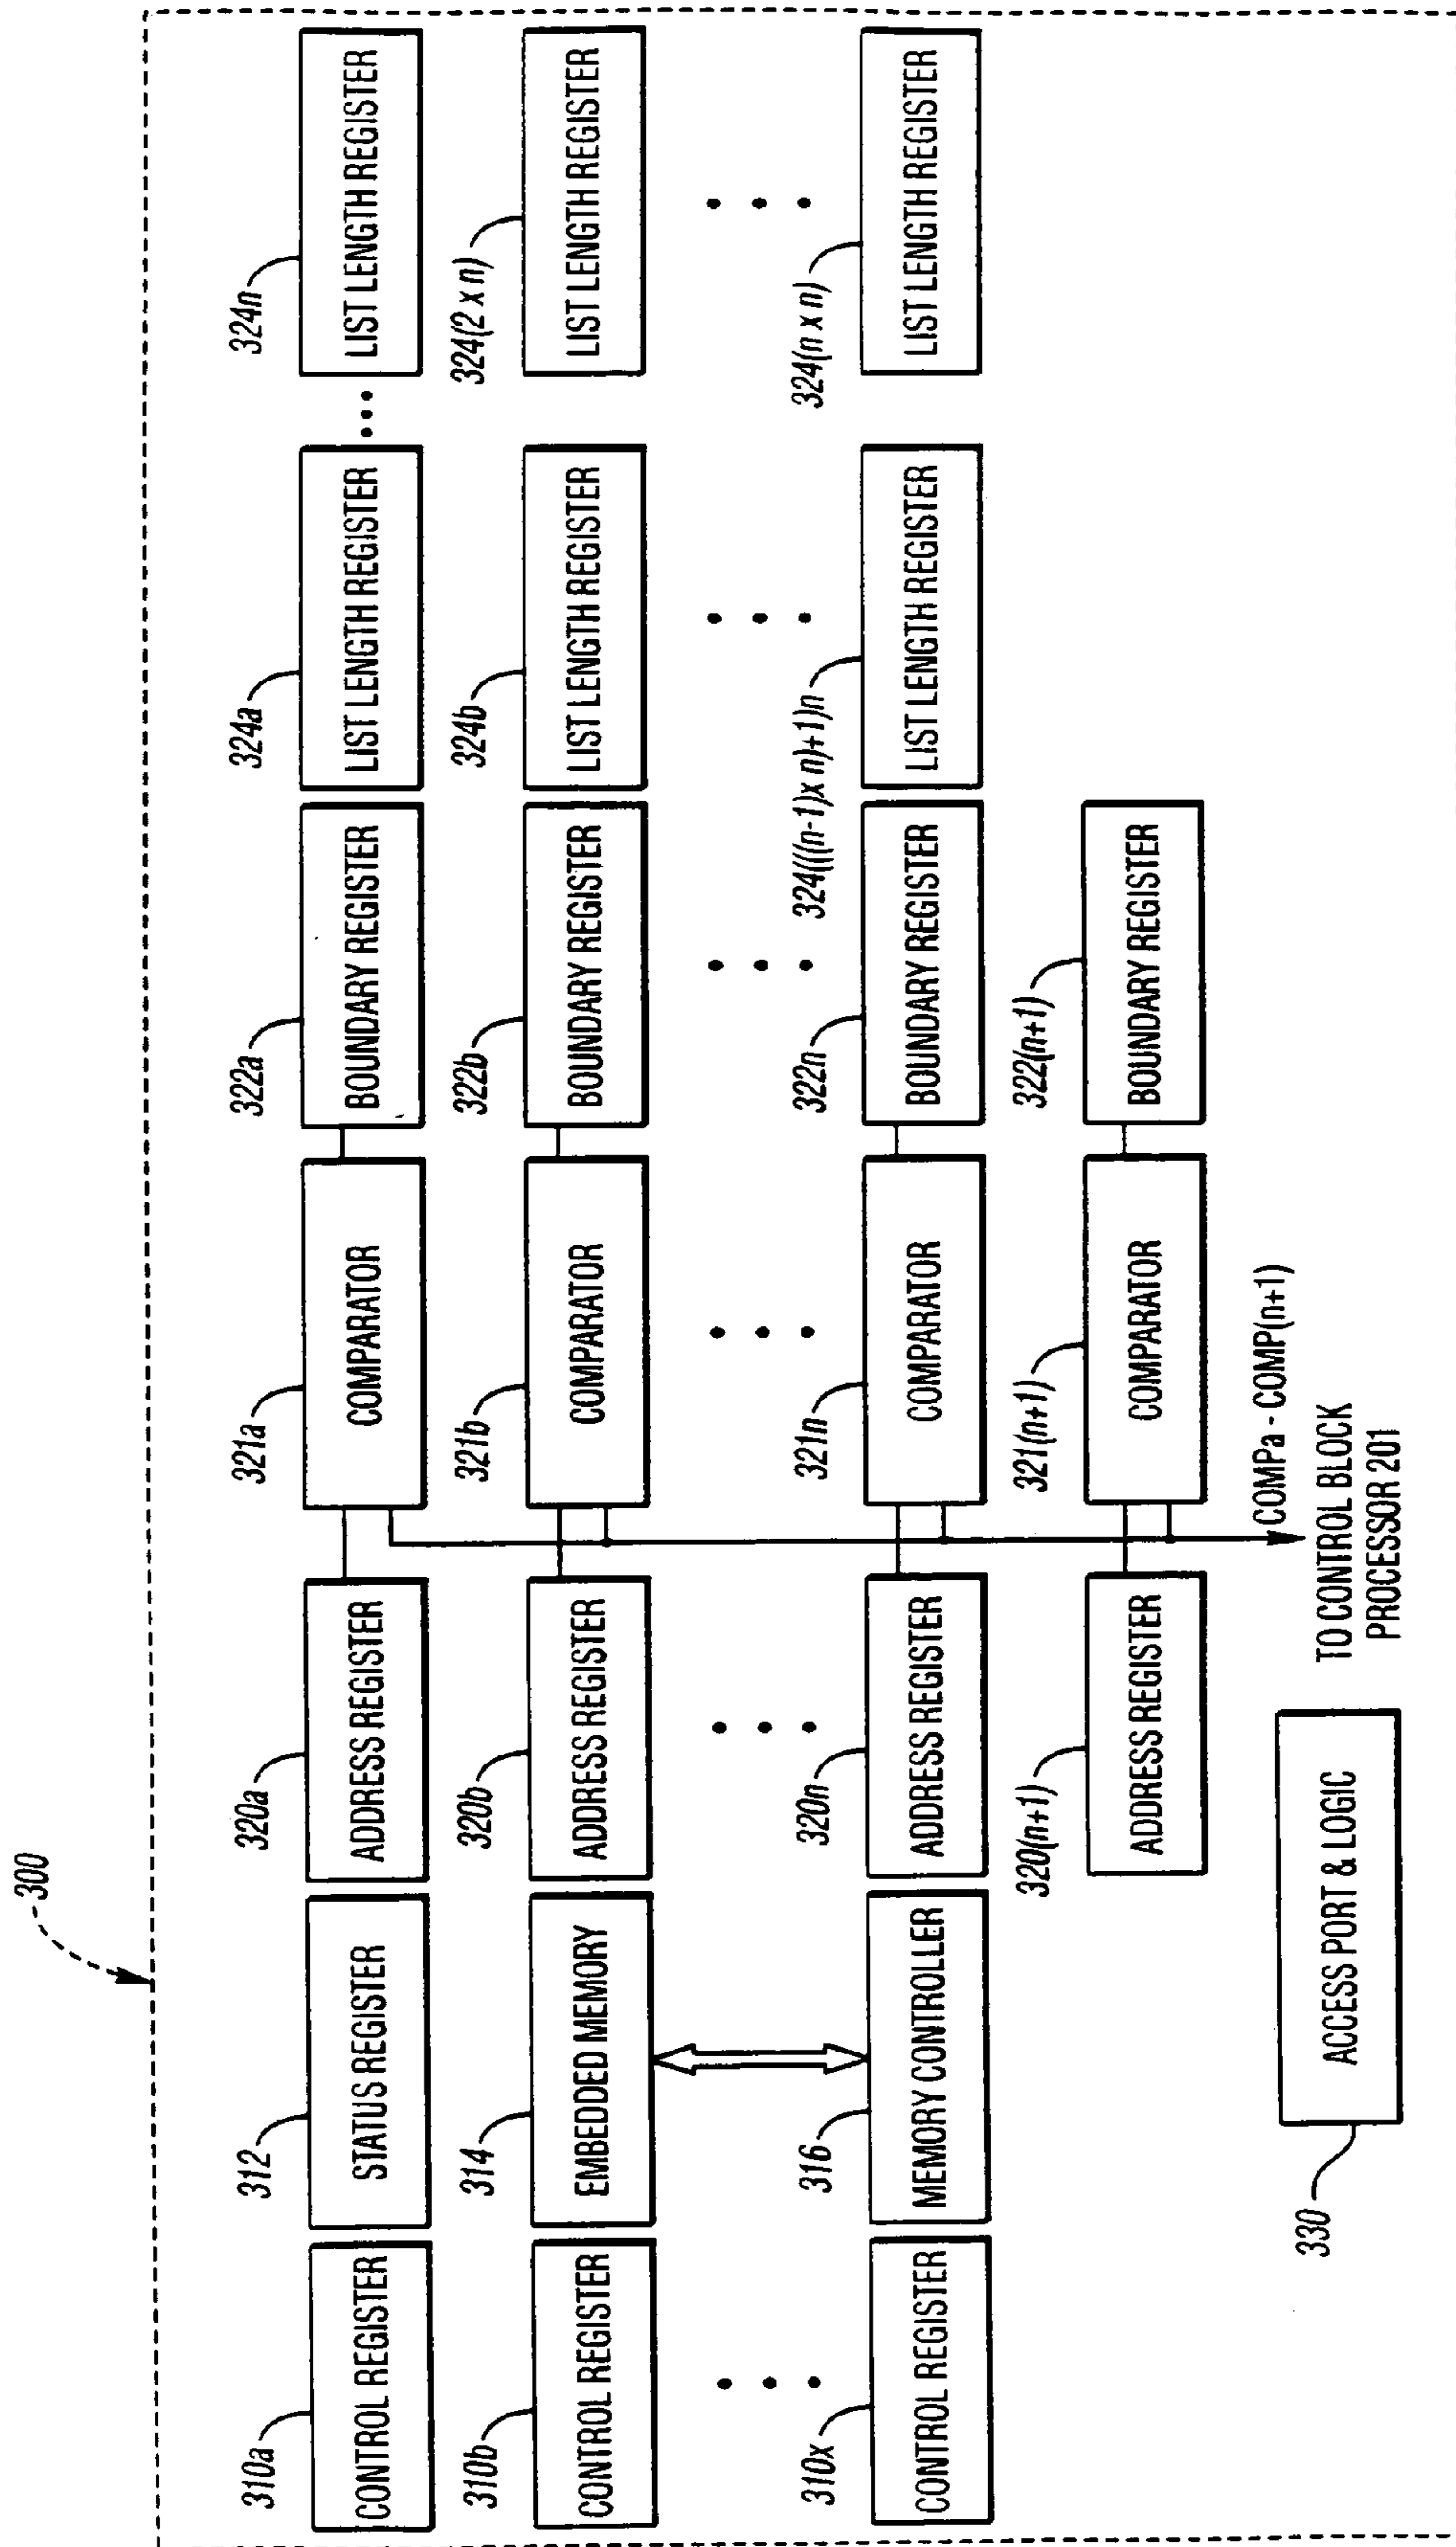 300
310a
CONTROL REGISTER
312
STATUS REGISTER
320a
ADDRESS REGISTER
321a
COMPARATOR
322a
BOUNDARY REGISTER
324a
LIST LENGTH REGISTER
324n
LIST LENGTH REGISTER
310b
CONTROL REGISTER
314
EMBEDDED MEMORY
320b
ADDRESS REGISTER
321b
COMPARATOR
322b
BOUNDARY REGISTER
324b
LIST LENGTH REGISTER
324(2 x n)
LIST LENGTH REGISTER
310x
CONTROL REGISTER
316
MEMORY CONTROLLER
320n
ADDRESS REGISTER
321n
COMPARATOR
322n
BOUNDARY REGISTER
324(((n-1)x n)+1)n
LIST LENGTH REGISTER
324(n x n)
LIST LENGTH REGISTER
320(n+1)
ADDRESS REGISTER
321(n+1)
COMPARATOR
322(n+1)
BOUNDARY REGISTER
COMPa - COMP(n+1)
TO CONTROL BLOCK
PROCESSOR 201
330
ACCESS PORT & LOGIC